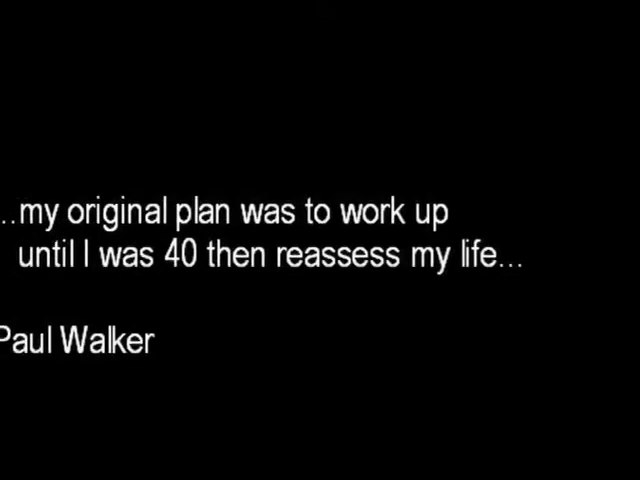 ..my original plan was to work up
until I was 40 then reassess my life...
Paul Walker